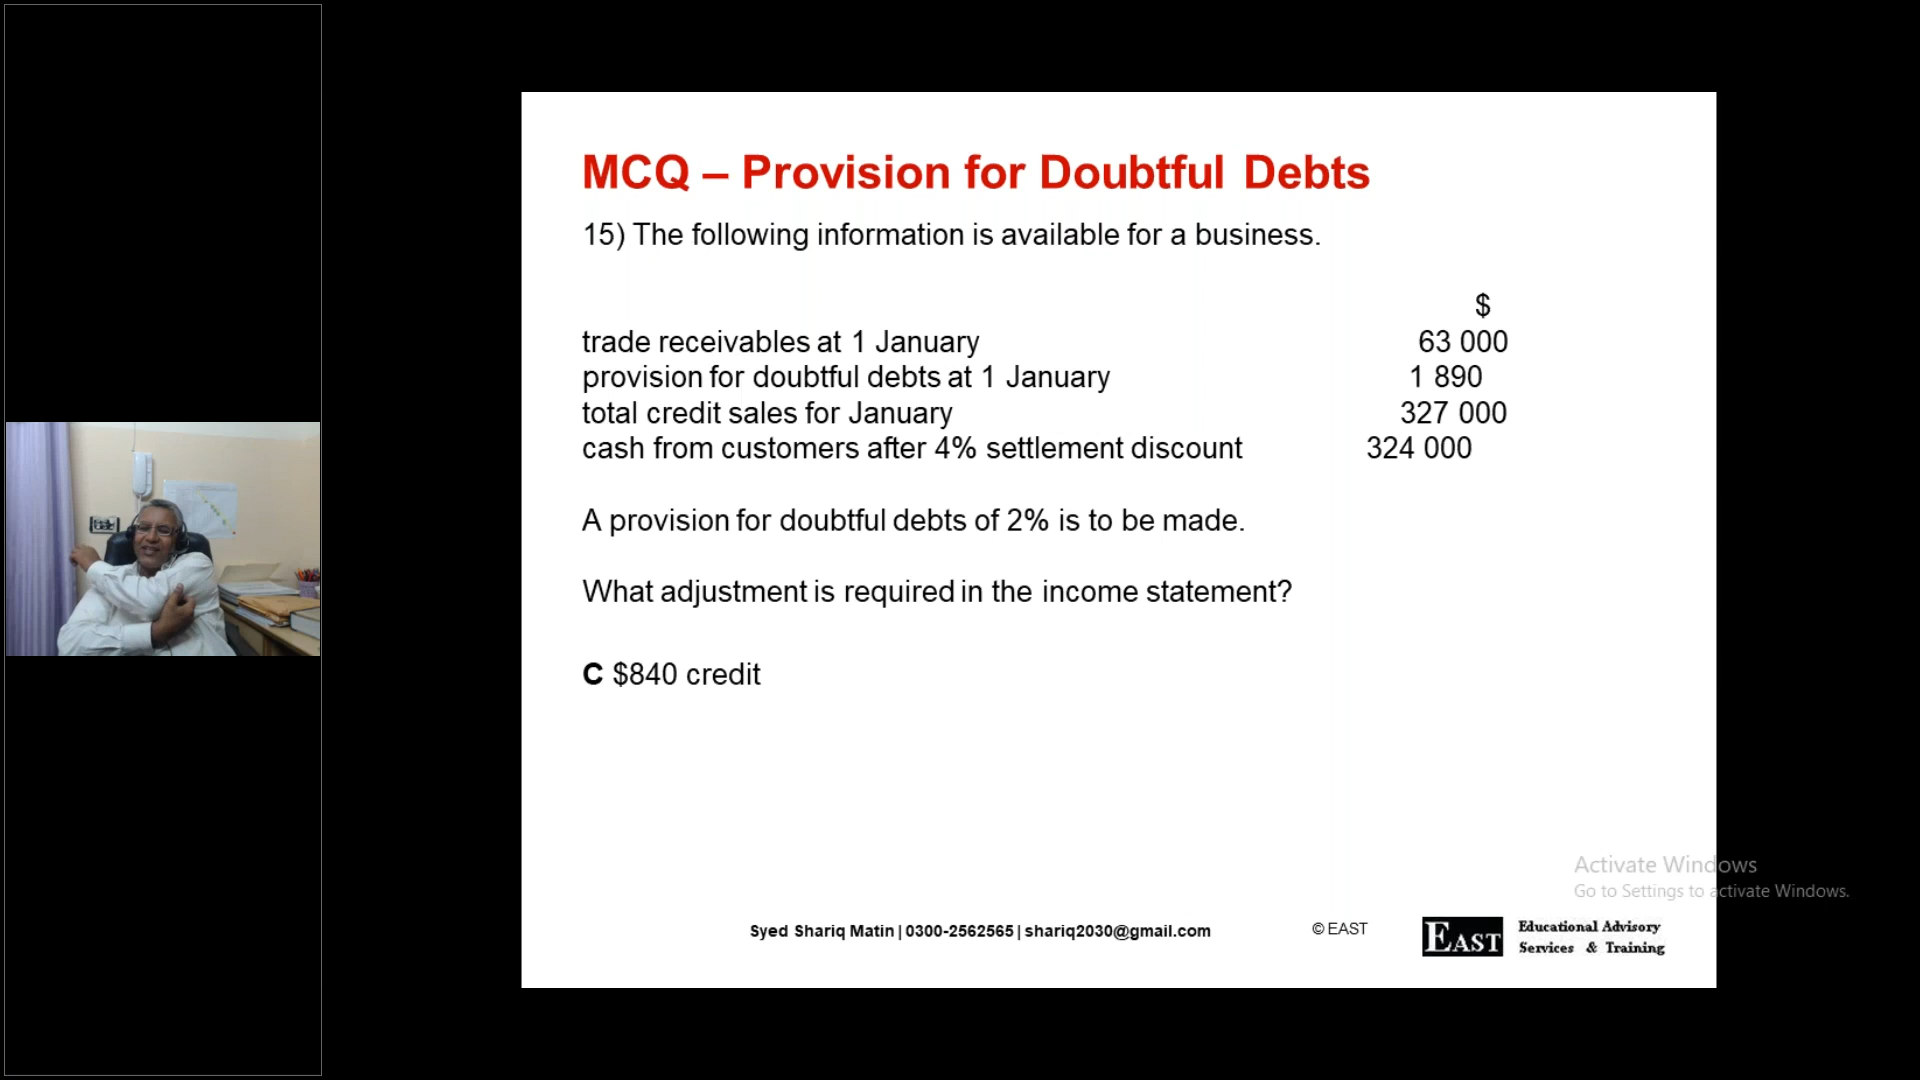 MCQ – Provision for Doubtful Debts
15) The following information is available for a business.
$
trade receivables at 1 January 63 000
provision for doubtful debts at 1 January 1 890
total credit sales for January 327 000
cash from customers after 4% settlement discount 324 000
A provision for doubtful debts of 2% is to be made.
What adjustment is required in the income statement?
C $840 credit
Activate Windows
Go to Settings to activate Windows.
Syed Shariq Matin | 0300-2562565 | shariq2030@gmail.com
© EAST
EAST
Educational Advisory
Services & Training